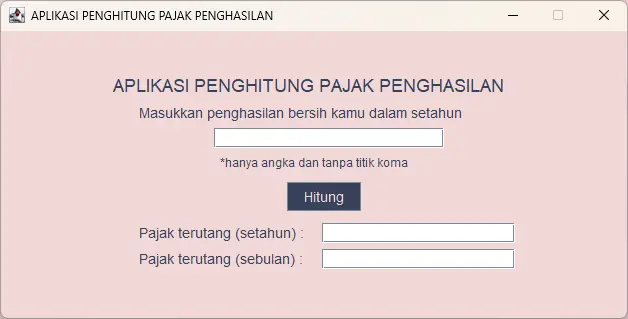 APLIKASI PENGHITUNG PAJAK PENGHASILAN
APLIKASI PENGHITUNG PAJAK PENGHASILAN
Masukkan penghasilan bersih kamu dalam setahun
*hanya angka dan tanpa titik koma
Hitung
Pajak terutang (setahun) :
Pajak terutang (sebulan) :